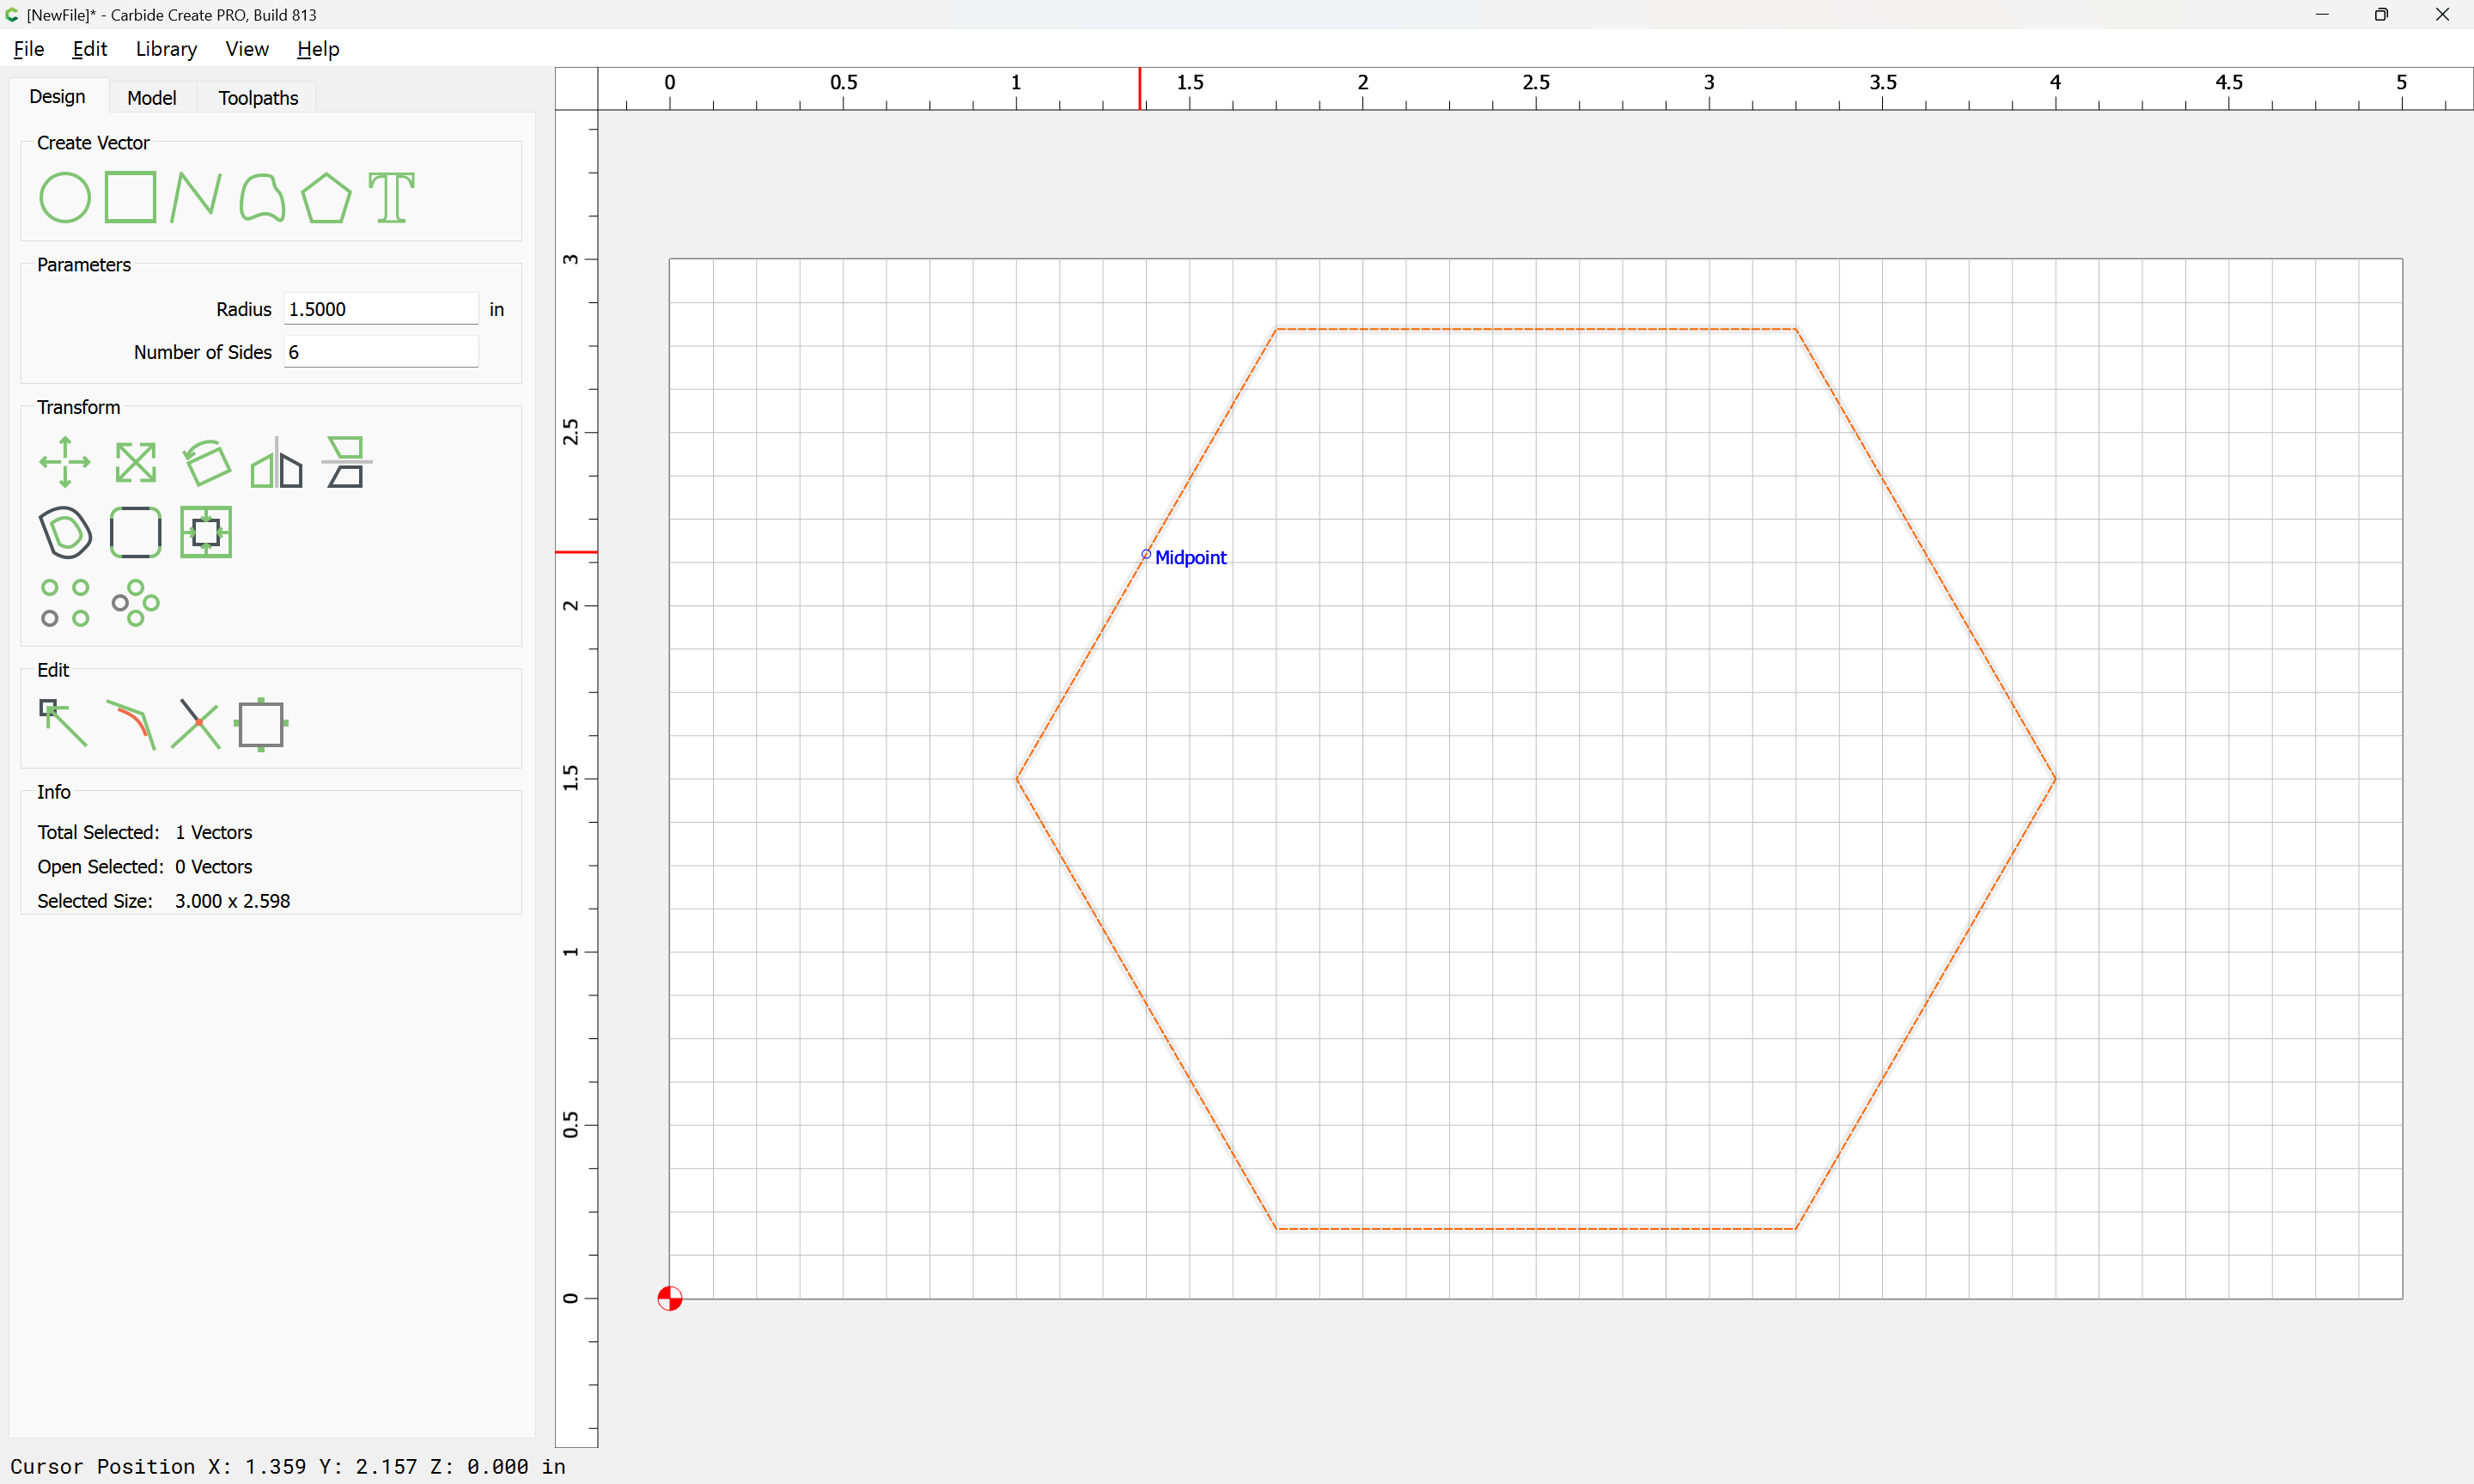 [NewFile]* - Carbide Create PRO, Build 813
File Edit Library View Help
Design Model Toolpaths
Create Vector
Parameters
Radius 1.5000 in
Number of Sides 6
Transform
Edit
Info
Total Selected: 1 Vectors
Open Selected: 0 Vectors
Selected Size: 3.000 x 2.598
0 0.5 1 1.5 2 2.5 3 3.5 4 4.5 5
3
2.5
2
1.5
1
0.5
0
Midpoint
Cursor Position X: 1.359 Y: 2.157 Z: 0.000 in